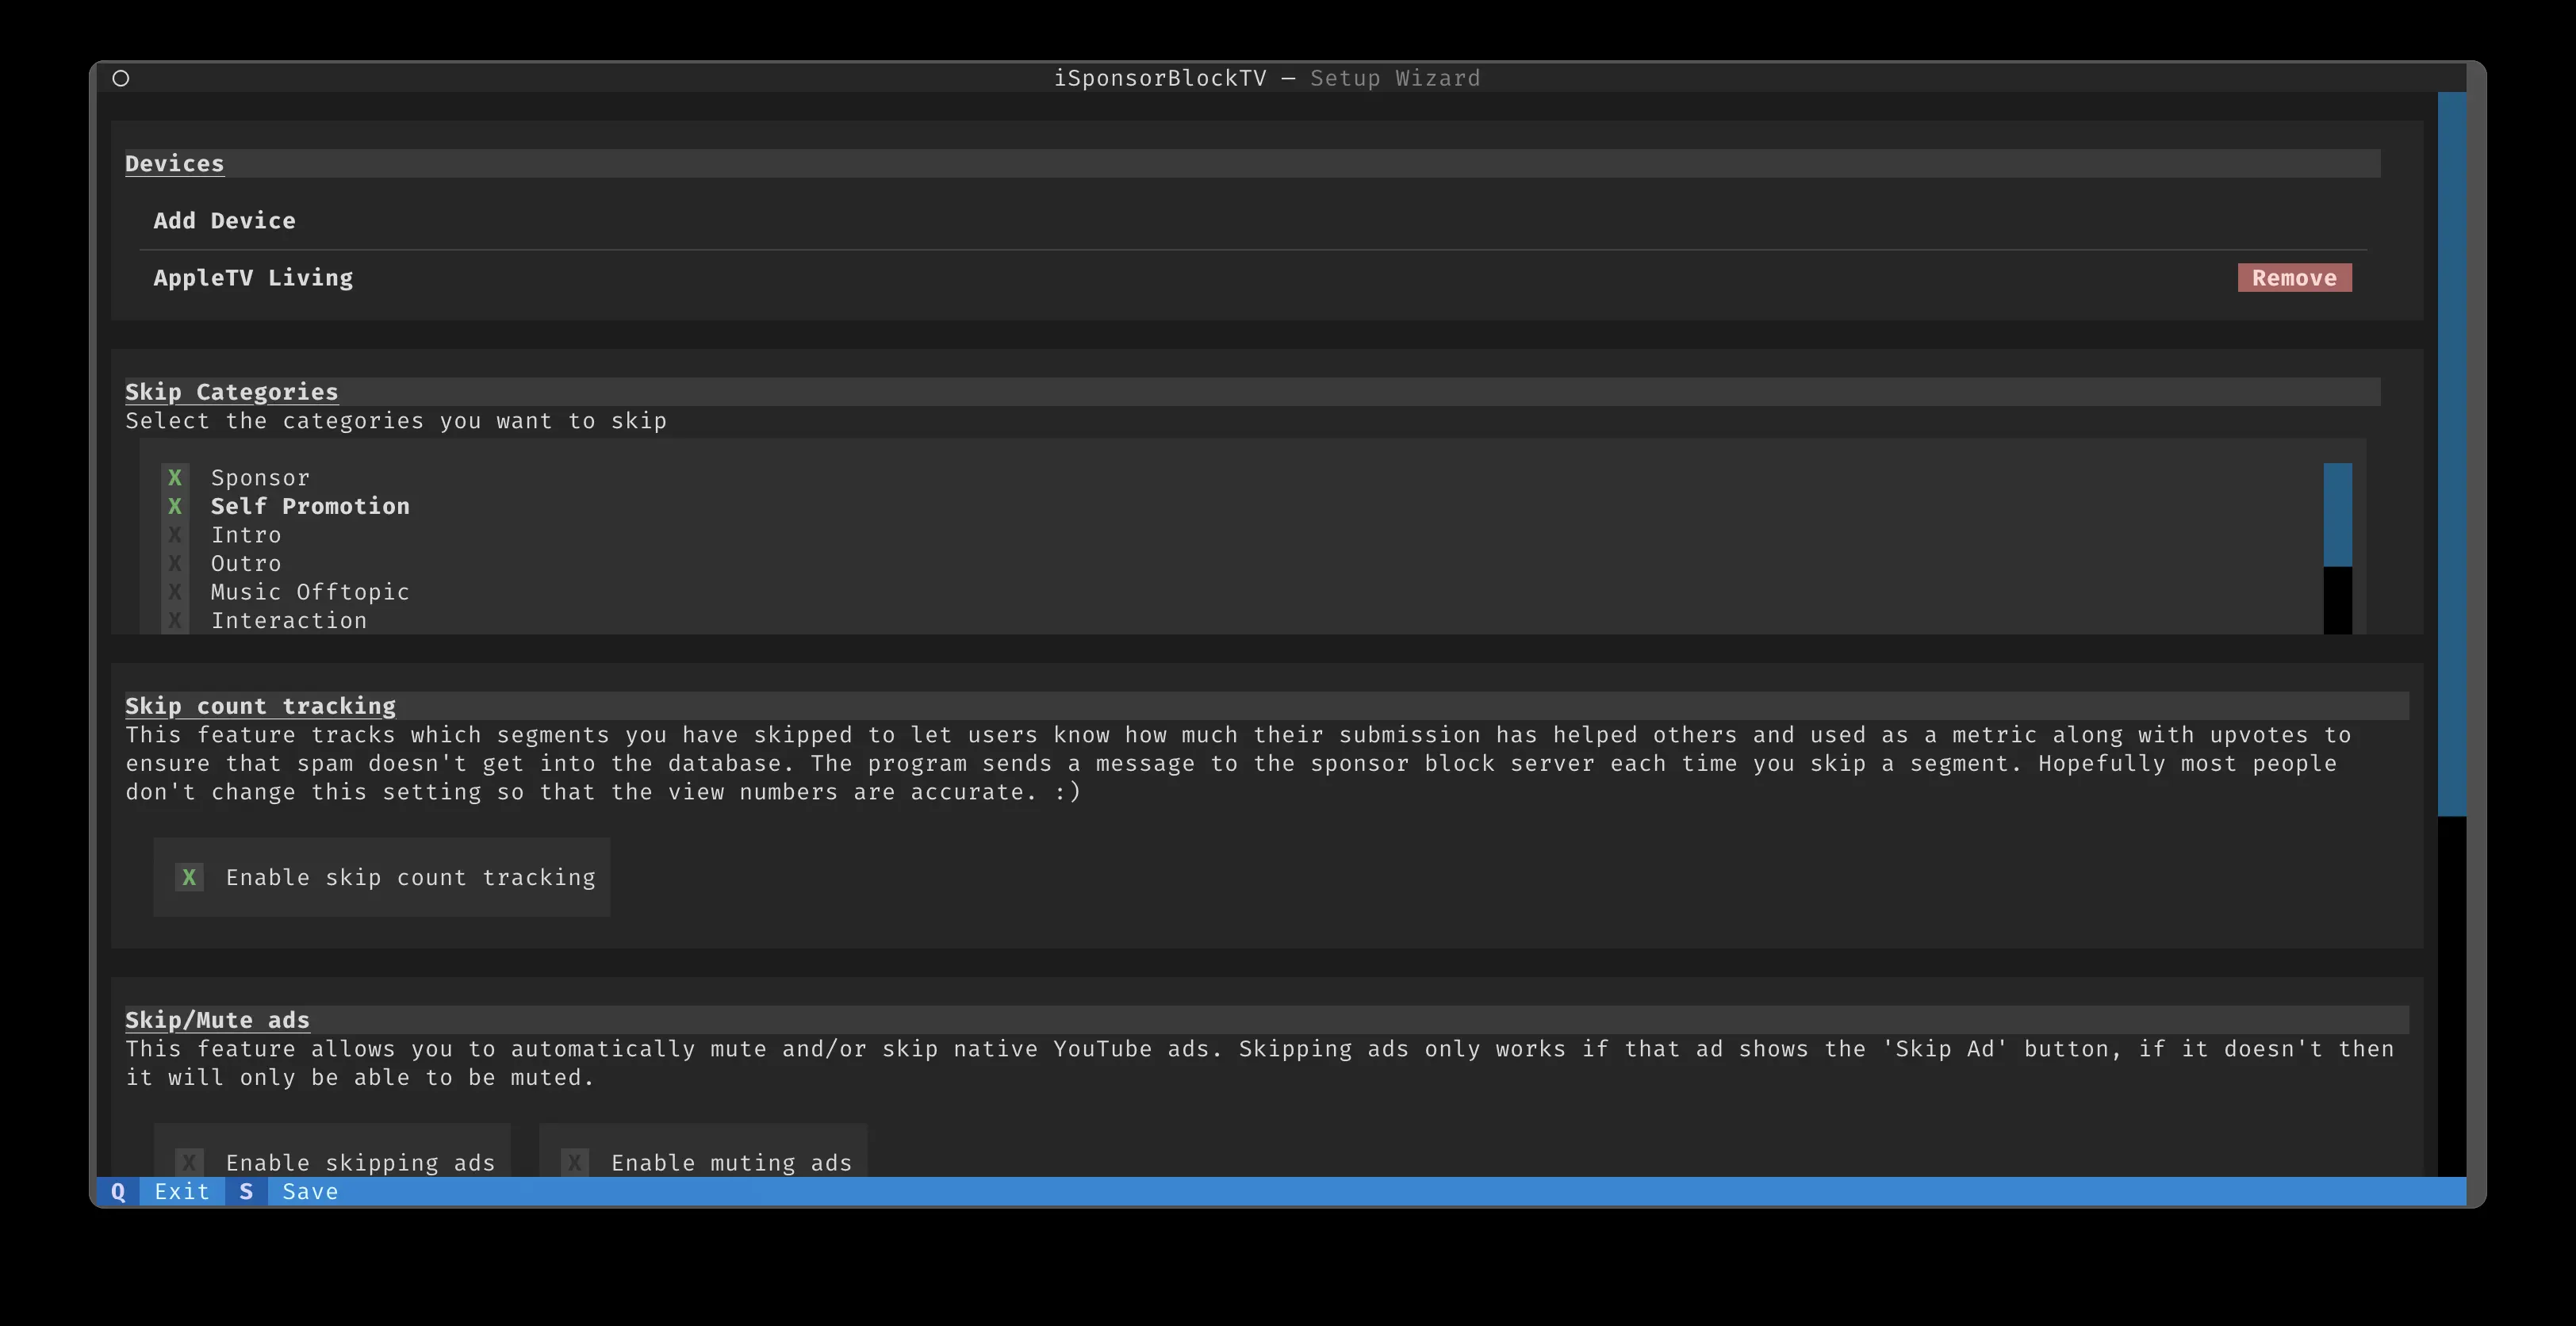 iSponsorBlockTV — Setup Wizard
Devices
Add Device
AppleTV Living
Remove
Skip Categories
Select the categories you want to skip
X Sponsor
X Self Promotion
X Intro
X Outro
X Music Offtopic
X Interaction
Skip count tracking
This feature tracks which segments you have skipped to let users know how much their submission has helped others and used as a metric along with upvotes to
ensure that spam doesn't get into the database. The program sends a message to the sponsor block server each time you skip a segment. Hopefully most people
don't change this setting so that the view numbers are accurate. :)
X Enable skip count tracking
Skip/Mute ads
This feature allows you to automatically mute and/or skip native YouTube ads. Skipping ads only works if that ad shows the 'Skip Ad' button, if it doesn't then
it will only be able to be muted.
X Enable skipping ads X Enable muting ads
Q Exit S Save